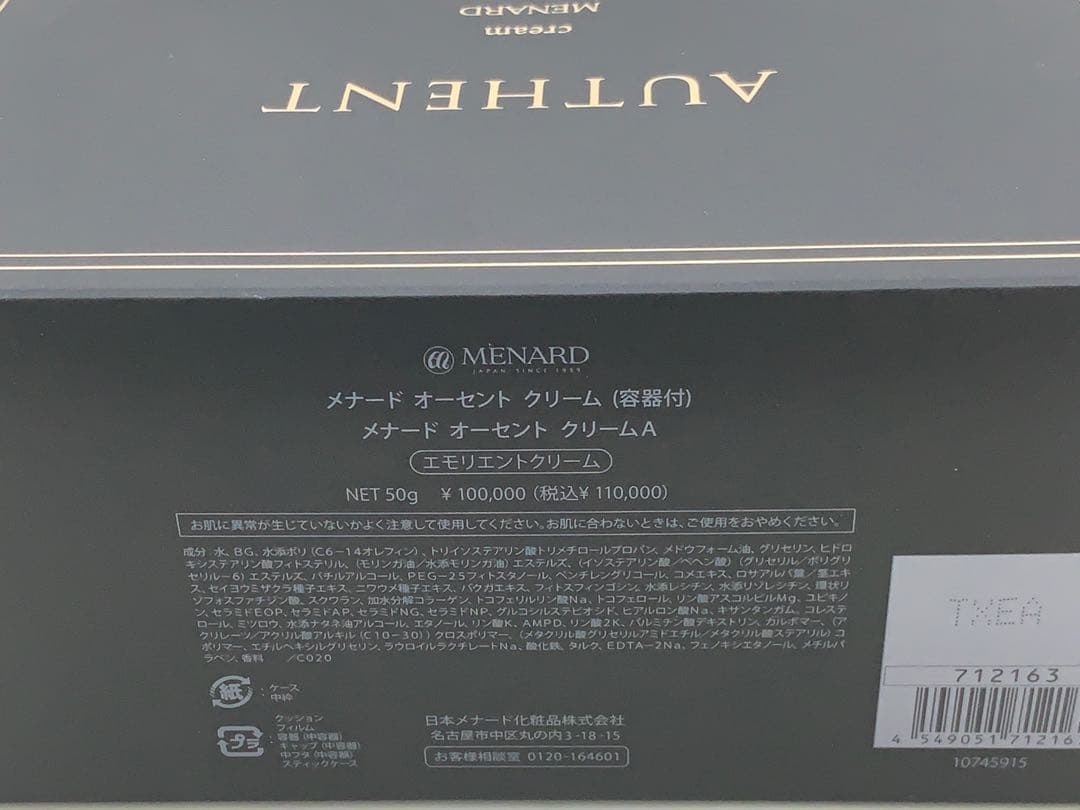 cream
MENARD
AUTHENT
MENARD
JAPAN SINCE 1959
メナード オーセント クリーム (容器付)
メナード オーセント クリームA
エモリエントクリーム
NET 50g ¥100,000 (税込¥110,000)
お肌に異常が生じていないかよく注意して使用してください。お肌に合わないときは、ご使用をおやめください。
成分 水、BG、水添ポリ(C6-14オレフィン)、トリイソステアリン酸トリメチロールプロパン、メドウフォーム油、グリセリン、ヒドロ
キシステアリン酸フィトステリル、(モリンガ油/水添モリンガ油)エステルズ、(イソステアリン酸/ベヘン酸)(グリセリル/ポリグリ
セリル-6)エステルズ、バチルアルコール、PEG-25フィトスタノール、ペンチレングリコール、コメエキス、ロサアルバ葉/茎エキ
ス、セイヨウミザクラ種子エキス、ニワウメ種子エキス、バクガエキス、フィトスフィンゴシン、水添レシチン、水添リゾレシチン、環状リ
ゾホスファチジン酸、スクワラン、加水分解コラーゲン、トコフェリルリン酸Na、トコフェロール、リン酸アスコルビルMg、ユビキノ
ン、セラミドEOP、セラミドAP、セラミドNG、セラミドNP、グルコシルステビオシド、ヒアルロン酸Na、キサンタンガム、コレステ
ロール、ミツロウ、水添ナタネ油アルコール、エタノール、リン酸K、AMPD、リン酸2K、パルミチン酸デキストリン、カルボマー、(ア
クリレーツ/アクリル酸アルキル(C10-30))クロスポリマー、(メタクリル酸グリセリルアミドエチル/メタクリル酸ステアリル)コ
ポリマー、エチルヘキシルグリセリン、ラウロイルラクチレートNa、酸化鉄、タルク、EDTA-2Na、フェノキシエタノール、メチルパ
ラベン、香料 /C020
紙 : ケース
中枠
プラ : クッション
フィルム
容器 (中容器)
キャップ (中容器)
中フタ (中容器)
スティックケース
日本メナード化粧品株式会社
名古屋市中区丸の内3-18-15
お客様相談室 0120-164601
TXEA
712163
4 549051 71216
10745915